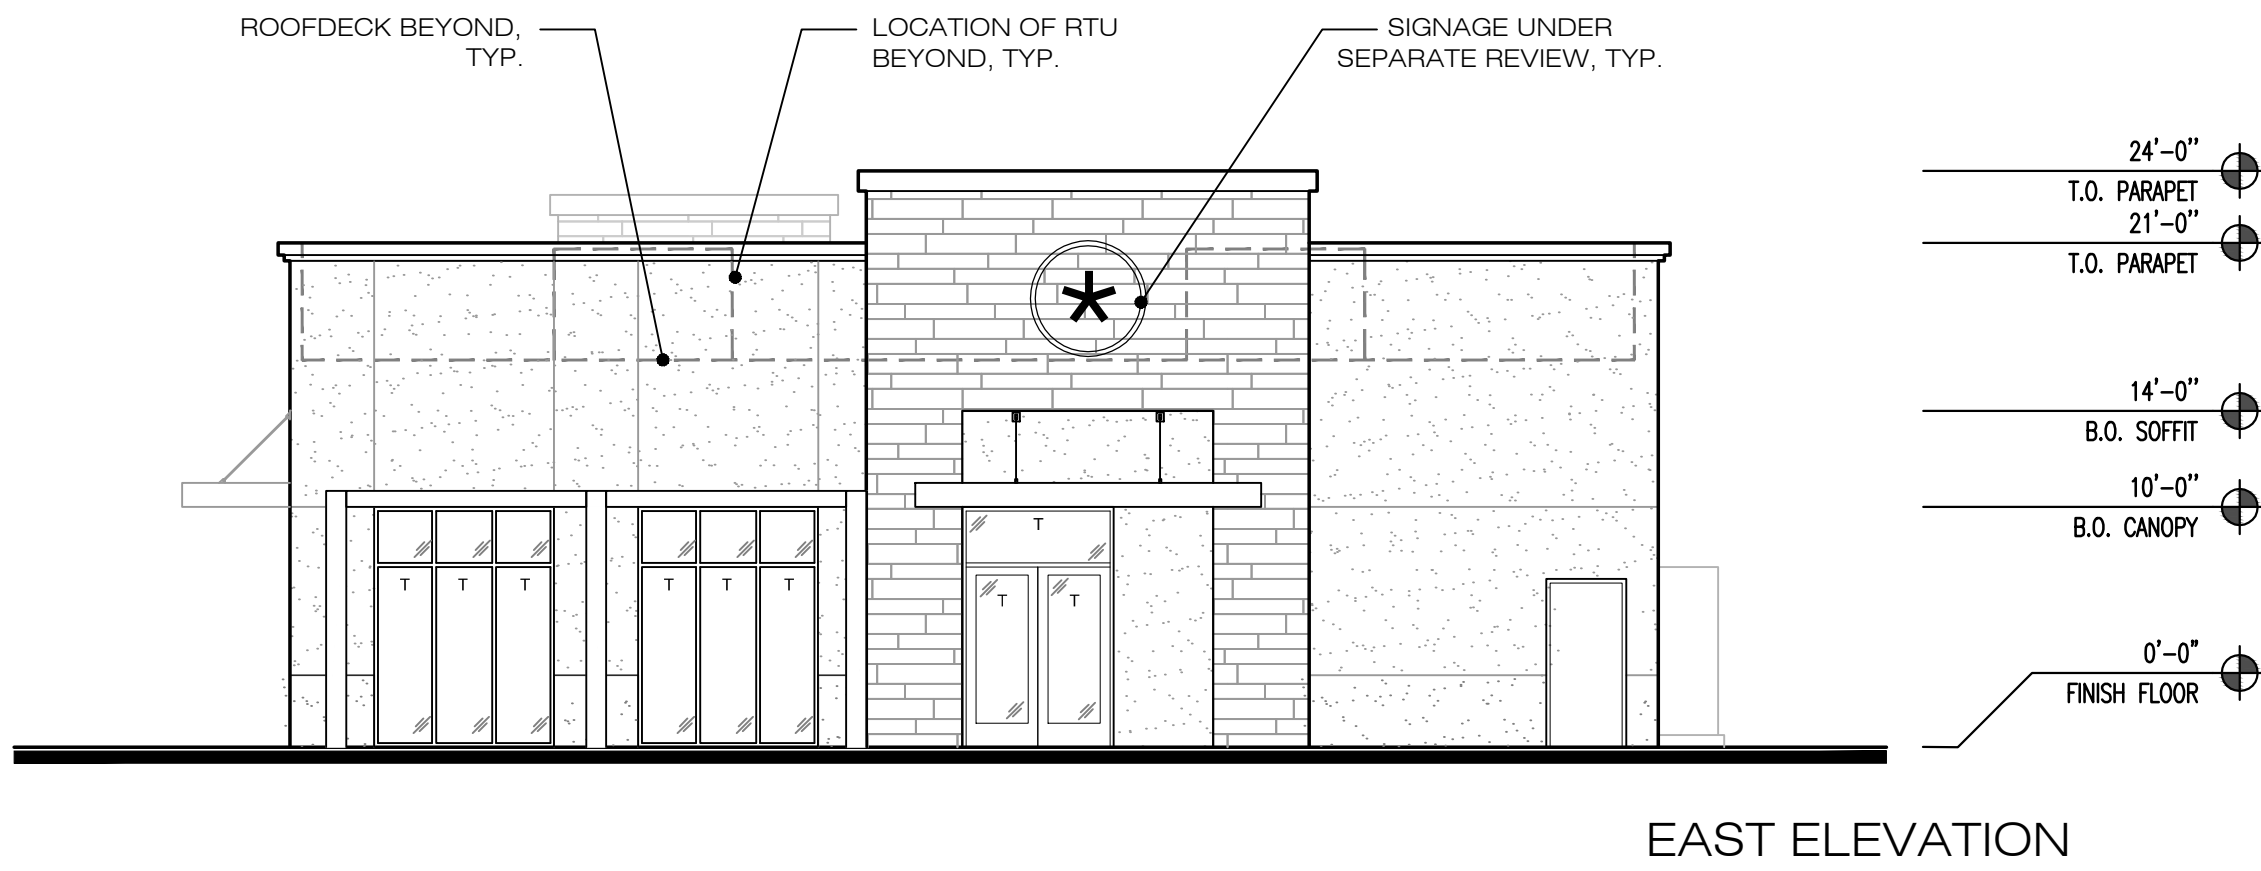 ROOFDECK BEYOND,
TYP.
LOCATION OF RTU
BEYOND, TYP.
SIGNAGE UNDER
SEPARATE REVIEW, TYP.
24'-0"
T.O. PARAPET
21'-0"
T.O. PARAPET
14'-0"
B.O. SOFFIT
10'-0"
B.O. CANOPY
T
T T T T T T
T T
0'-0"
FINISH FLOOR
EAST ELEVATION